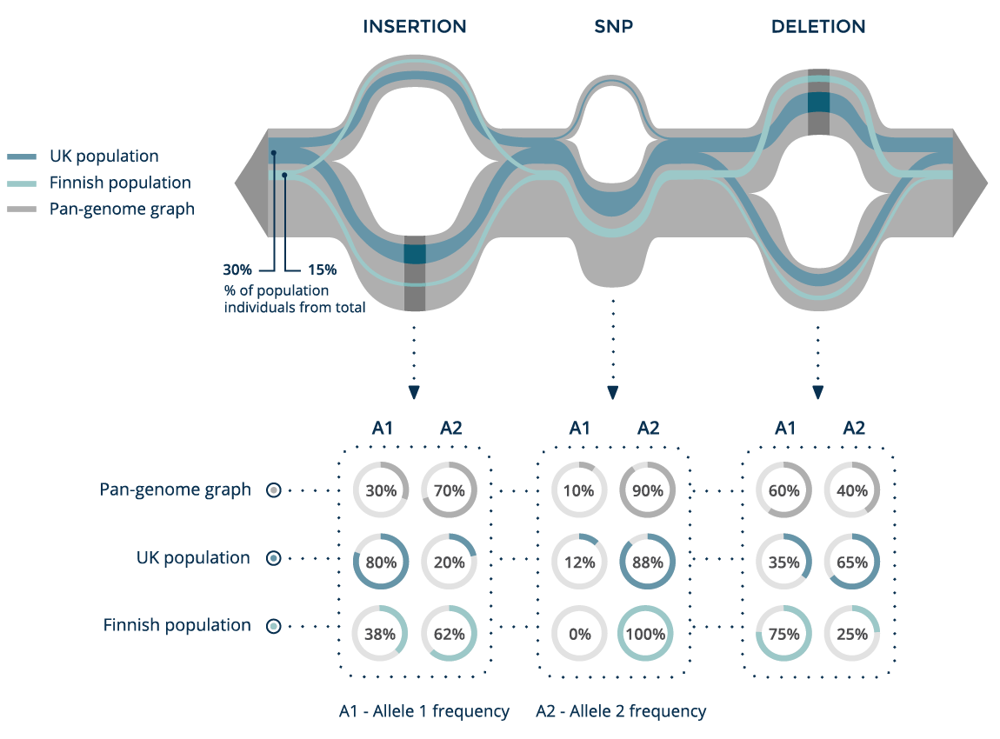 INSERTION SNP DELETION
UK population
Finnish population
Pan-genome graph
30% 15%
% of population
individuals from total
A1 A2 A1 A2 A1 A2
Pan-genome graph 30% 70% 10% 90% 60% 40%
UK population 80% 20% 12% 88% 35% 65%
Finnish population 38% 62% 0% 100% 75% 25%
A1 - Allele 1 frequency A2 - Allele 2 frequency